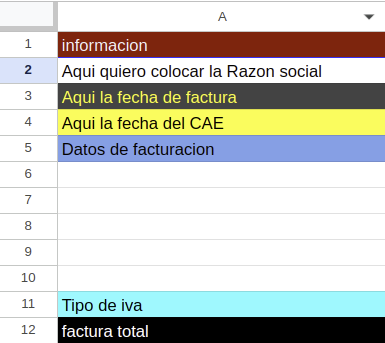 A
1 informacion
2 Aqui quiero colocar la Razon social
3 Aqui la fecha de factura
4 Aqui la fecha del CAE
5 Datos de facturacion
6
7
8
9
10
11 Tipo de iva
12 factura total